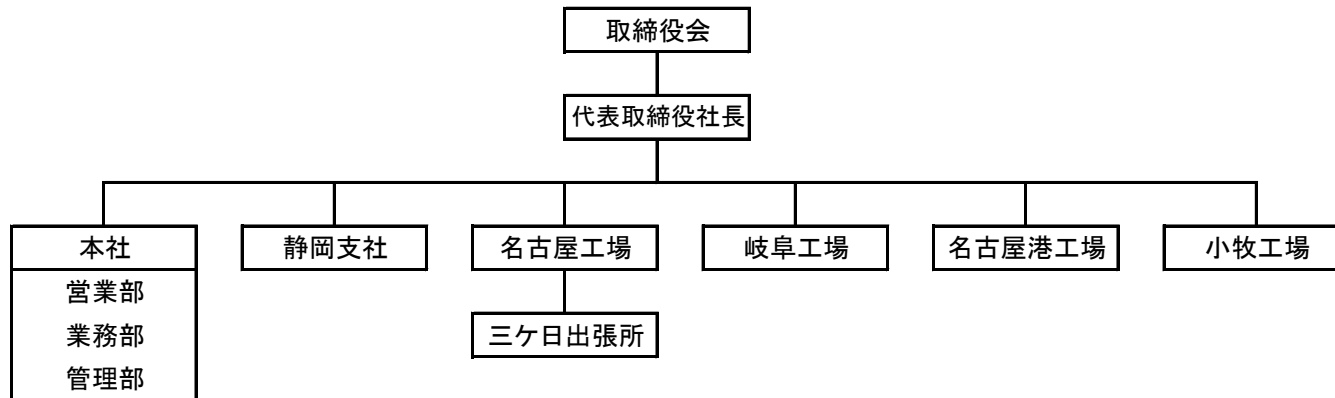 取締役会
代表取締役社長
本社
静岡支社
名古屋工場
岐阜工場
名古屋港工場
小牧工場
営業部
業務部
管理部
三ケ日出張所